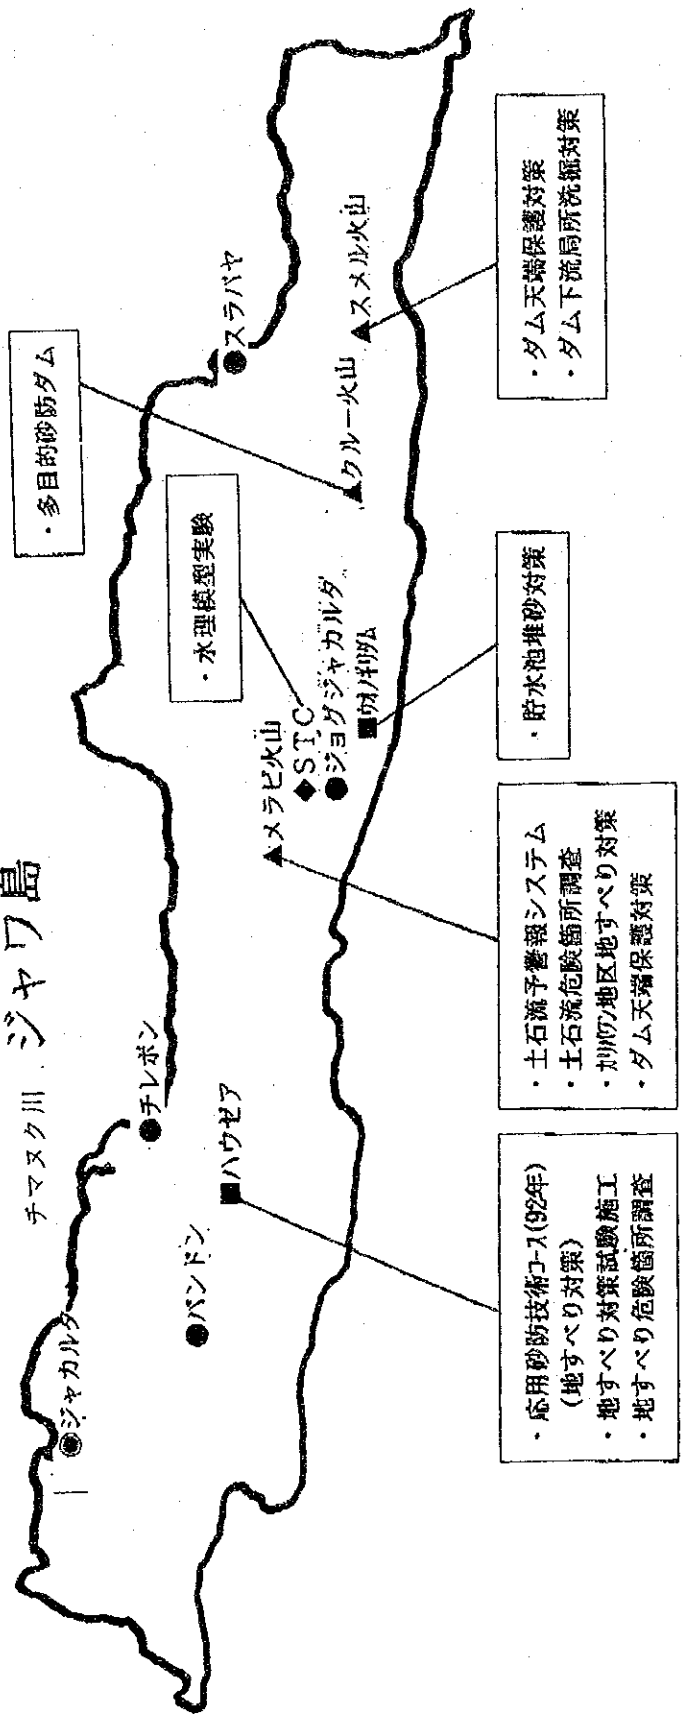 チマヌク川
ジャワ島
・多目的砂防ダム
・水理模型実験
ジャカルタ
チレボン
バンドン
ハウゼア
メラピ火山
STC
ジョグジャカルタ
ウオノギリダム
クルー火山
スラバヤ
スメル火山
・応用砂防技術コース(92年)
(地すべり対策)
・地すべり対策試験施工
・地すべり危険箇所調査
・土石流予警報システム
・土石流危険箇所調査
地区地すべり対策
・ダム天端保護対策
・貯水池堆砂対策
・ダム天端保護対策
・ダム下流局所洗掘対策